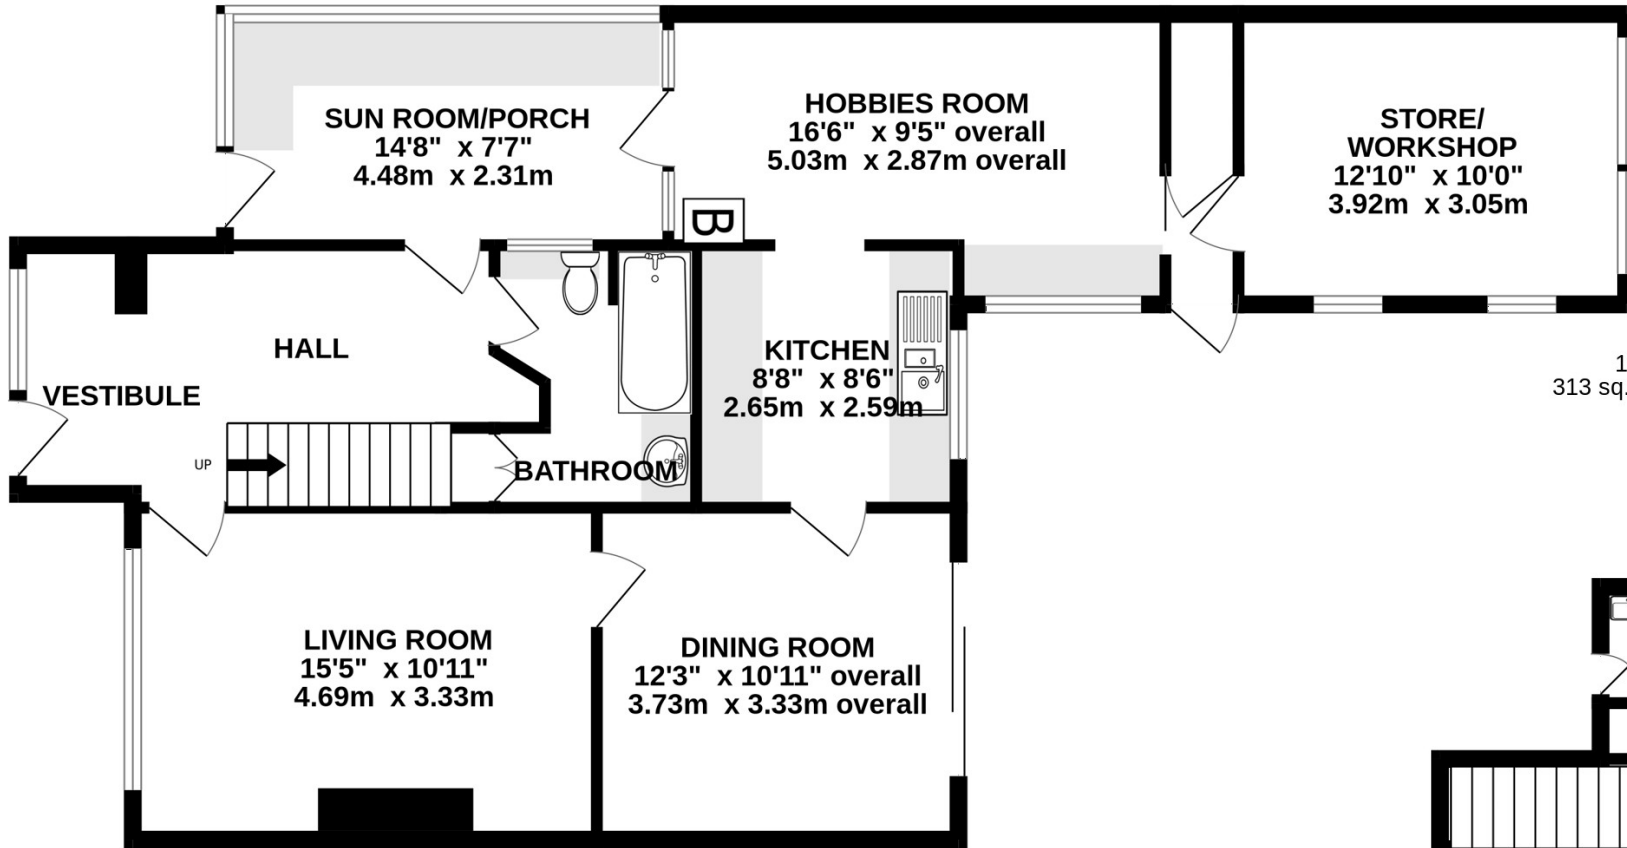 SUN ROOM/PORCH
14'8" x 7'7"
4.48m x 2.31m
HOBBIES ROOM
16'6" x 9'5" overall
5.03m x 2.87m overall
STORE/
WORKSHOP
12'10" x 10'0"
3.92m x 3.05m
B
HALL
VESTIBULE
KITCHEN
8'8" x 8'6"
2.65m x 2.59m
1
313 sq.
UP
BATHROOM
LIVING ROOM
15'5" x 10'11"
4.69m x 3.33m
DINING ROOM
12'3" x 10'11" overall
3.73m x 3.33m overall